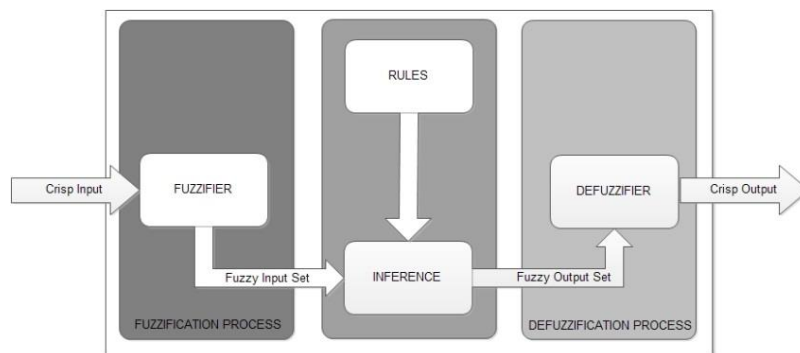 RULES
Crisp Input
FUZZIFIER
DEFUZZIFIER
Crisp Output
Fuzzy Input Set
INFERENCE
Fuzzy Output Set
FUZZIFICATION PROCESS
DEFUZZIFICATION PROCESS